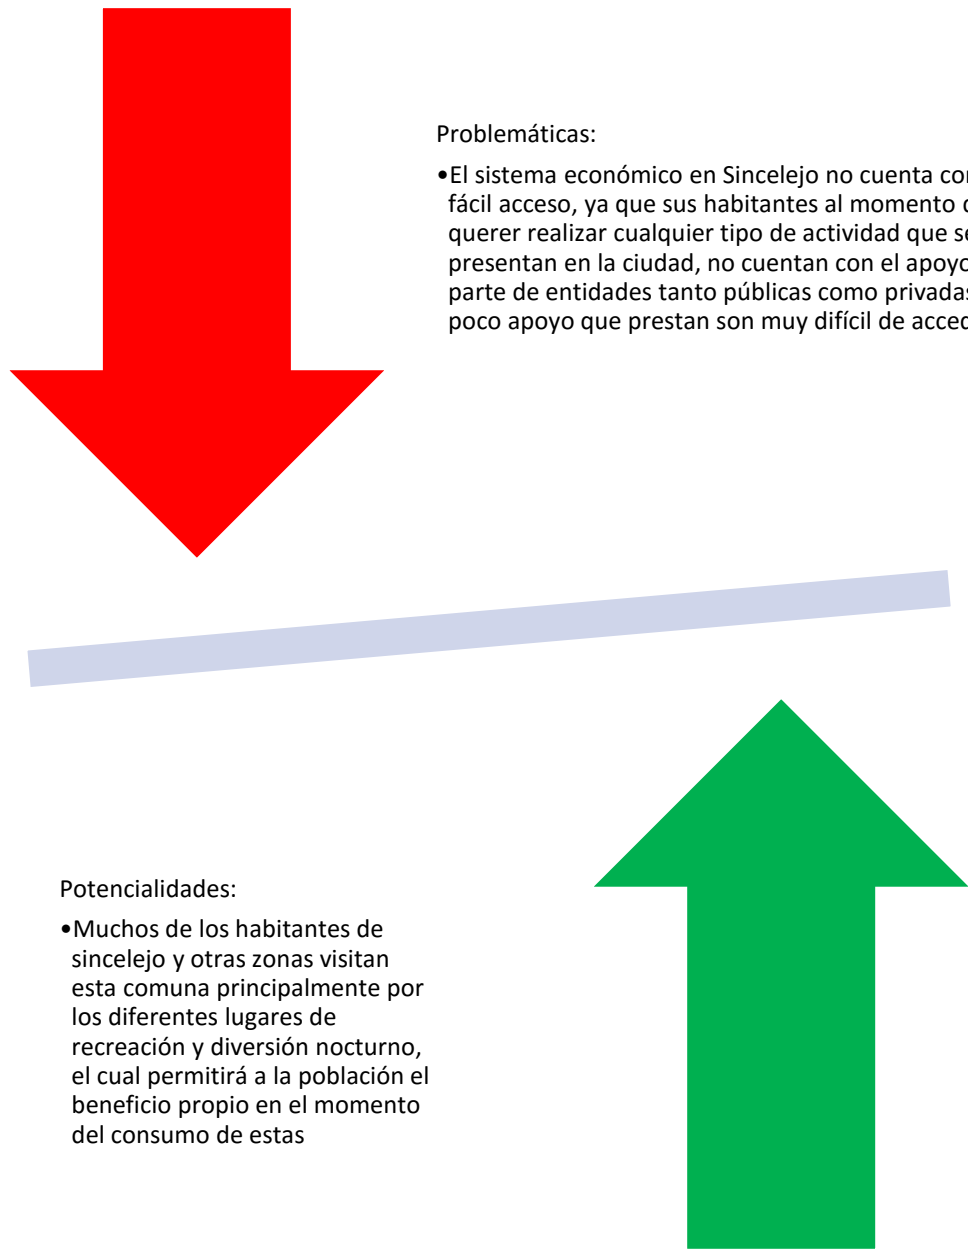 Problemáticas:
•El sistema económico en Sincelejo no cuenta
fácil acceso, ya que sus habitantes al momento
querer realizar cualquier tipo de actividad que
presentan en la ciudad, no cuentan con el apoyo
parte de entidades tanto públicas como privadas
poco apoyo que prestan son muy difícil de
Potencialidades:
•Muchos de los habitantes de
sincelejo y otras zonas visitan
esta comuna principalmente por
los diferentes lugares de
recreación y diversión nocturno,
el cual permitirá a la población el
beneficio propio en el momento
del consumo de estas